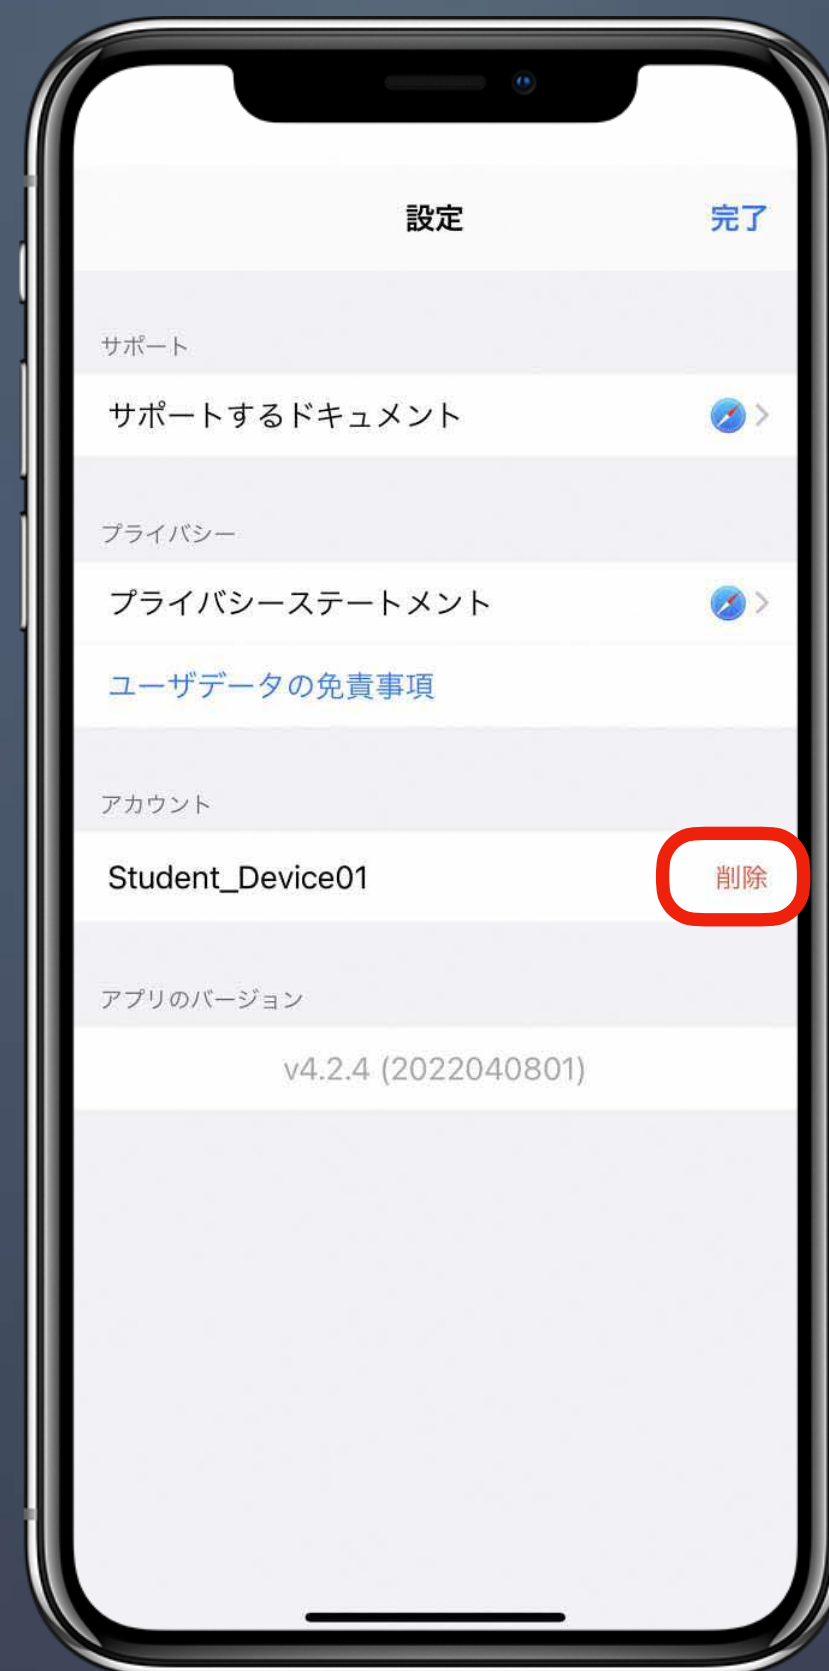 設定
完了
サポート
サポートするドキュメント
プライバシー
プライバシーステートメント
ユーザデータの免責事項
アカウント
Student_Device01
削除
アプリのバージョン
v4.2.4 (2022040801)